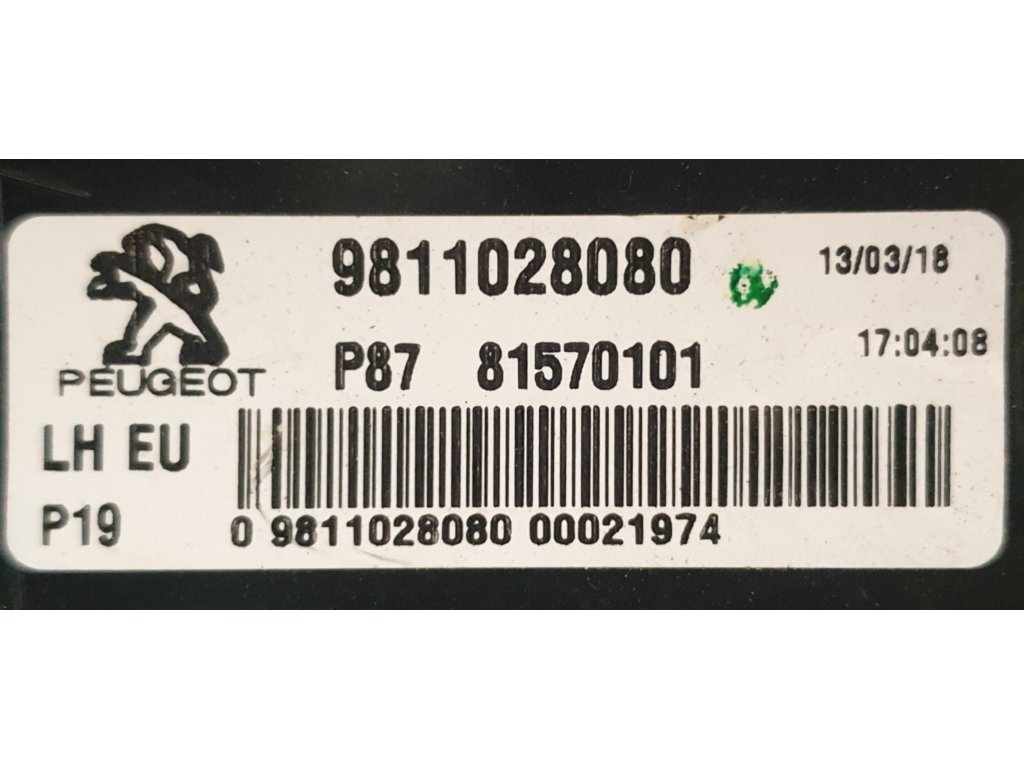 9811028080
13/03/18
PEUGEOT
P87 81570101
17:04:08
LH EU
P19
0 9811028080 00021974